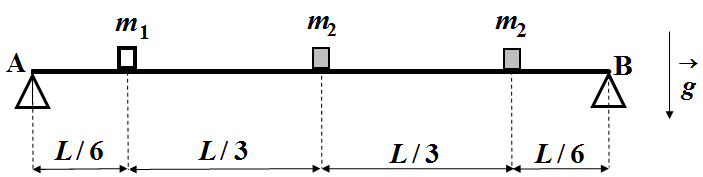 m₁ m₂ m₂
A B
g⃗
L / 6 L / 3 L / 3 L / 6